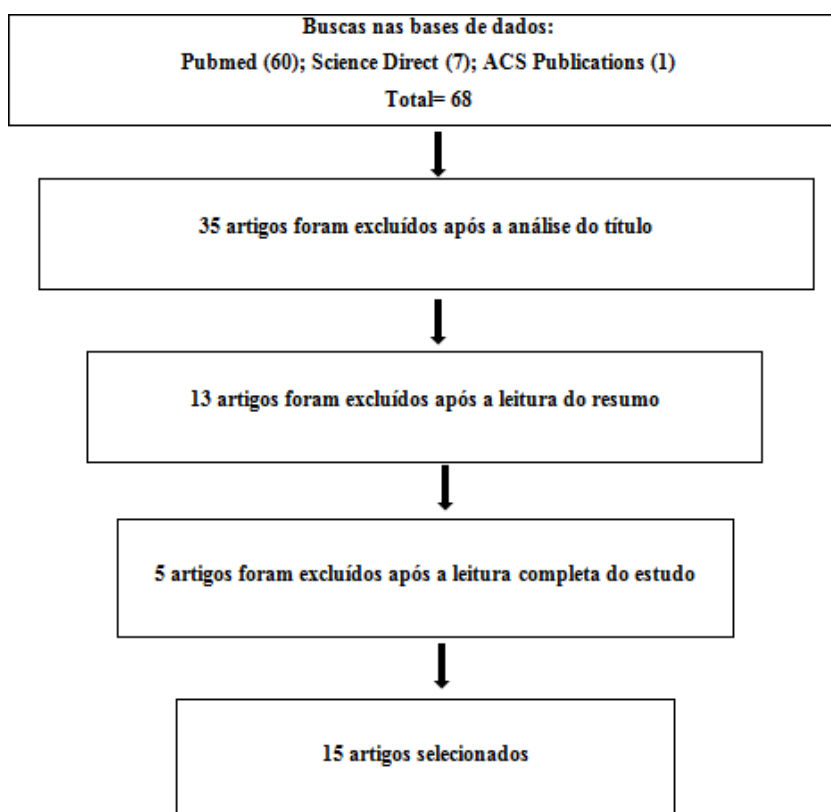 Buscas nas bases de dados:
Pubmed (60); Science Direct (7); ACS Publications (1)
Total= 68
35 artigos foram excluídos após a análise do título
13 artigos foram excluídos após a leitura do resumo
5 artigos foram excluídos após a leitura completa do estudo
15 artigos selecionados